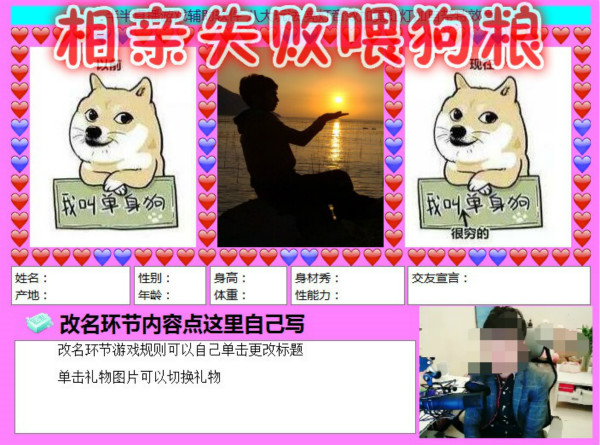 相亲失败喂狗粮
以前
现在
我叫单身狗!
我叫单身狗!
很穷的
姓名:
产地:
性别:
年龄:
身高:
体重:
身材秀:
性能力:
交友宣言:
改名环节内容点这里自己写
改名环节游戏规则可以自己单击更改标题
单击礼物图片可以切换礼物